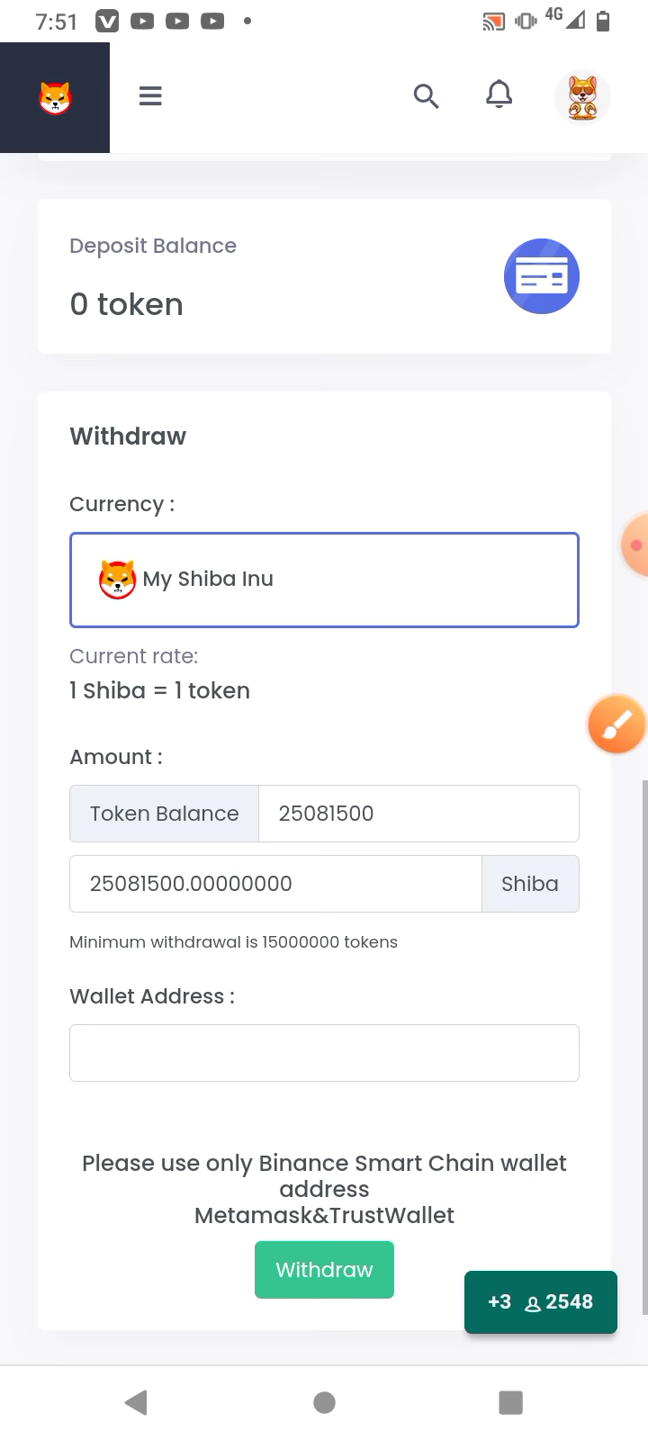 7:51
4G
Deposit Balance
0 token
Withdraw
Currency :
My Shiba Inu
Current rate:
1 Shiba = 1 token
Amount :
Token Balance 25081500
25081500.00000000 Shiba
Minimum withdrawal is 15000000 tokens
Wallet Address :
Please use only Binance Smart Chain wallet
address
Metamask&TrustWallet
Withdraw
+3 2548